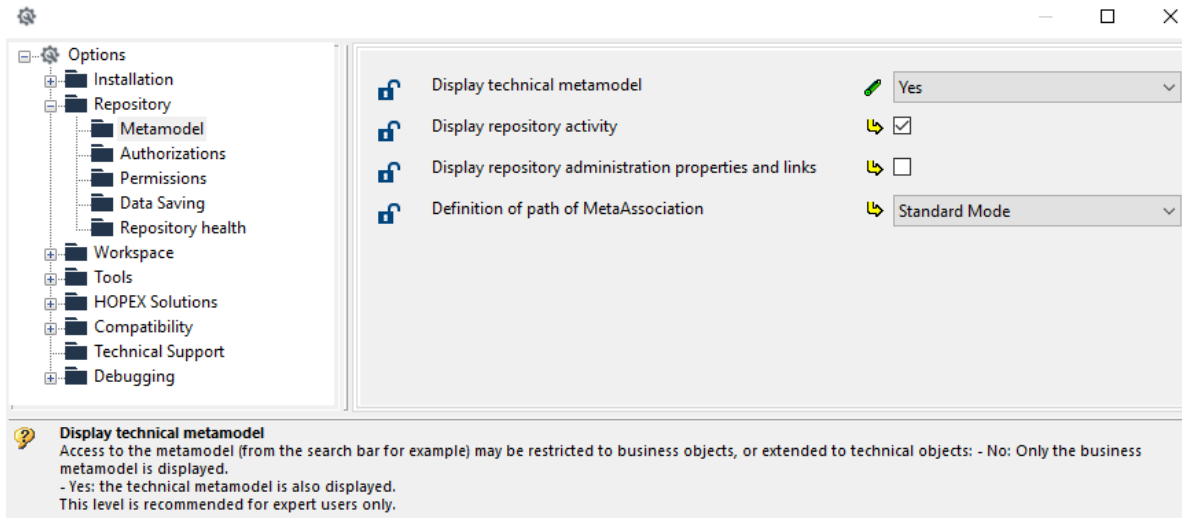 Options
Installation
Repository
Metamodel
Authorizations
Permissions
Data Saving
Repository health
Workspace
Tools
HOPEX Solutions
Compatibility
Technical Support
Debugging
Display technical metamodel
Yes
Display repository activity
Display repository administration properties and links
Definition of path of MetaAssociation
Standard Mode
Display technical metamodel
Access to the metamodel (from the search bar for example) may be restricted to business objects, or extended to technical objects: - No: Only the business
metamodel is displayed.
- Yes: the technical metamodel is also displayed.
This level is recommended for expert users only.